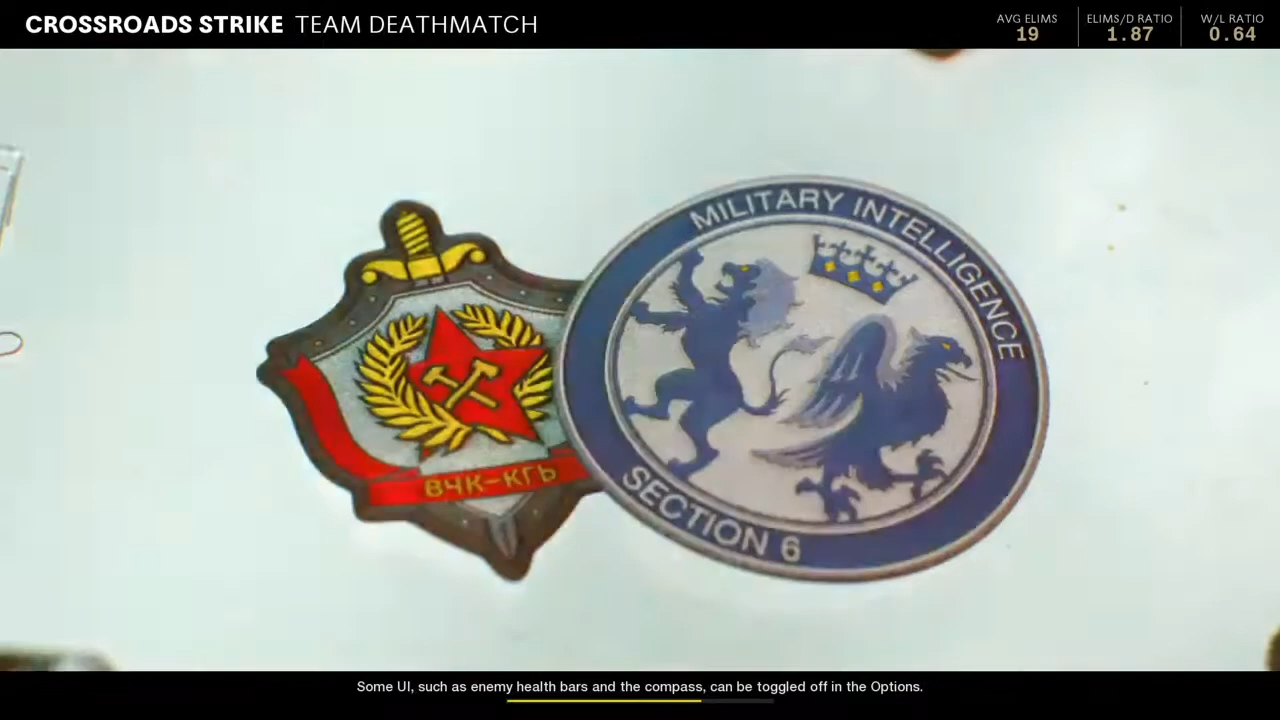 CROSSROADS STRIKE TEAM DEATHMATCH
AVG ELIMS
19
ELIMS/D RATIO
1.87
W/L RATIO
0.64
MILITARY INTELLIGENCE
SECTION 6
ВЧК-КГЬ
Some UI, such as enemy health bars and the compass, can be toggled off in the Options.